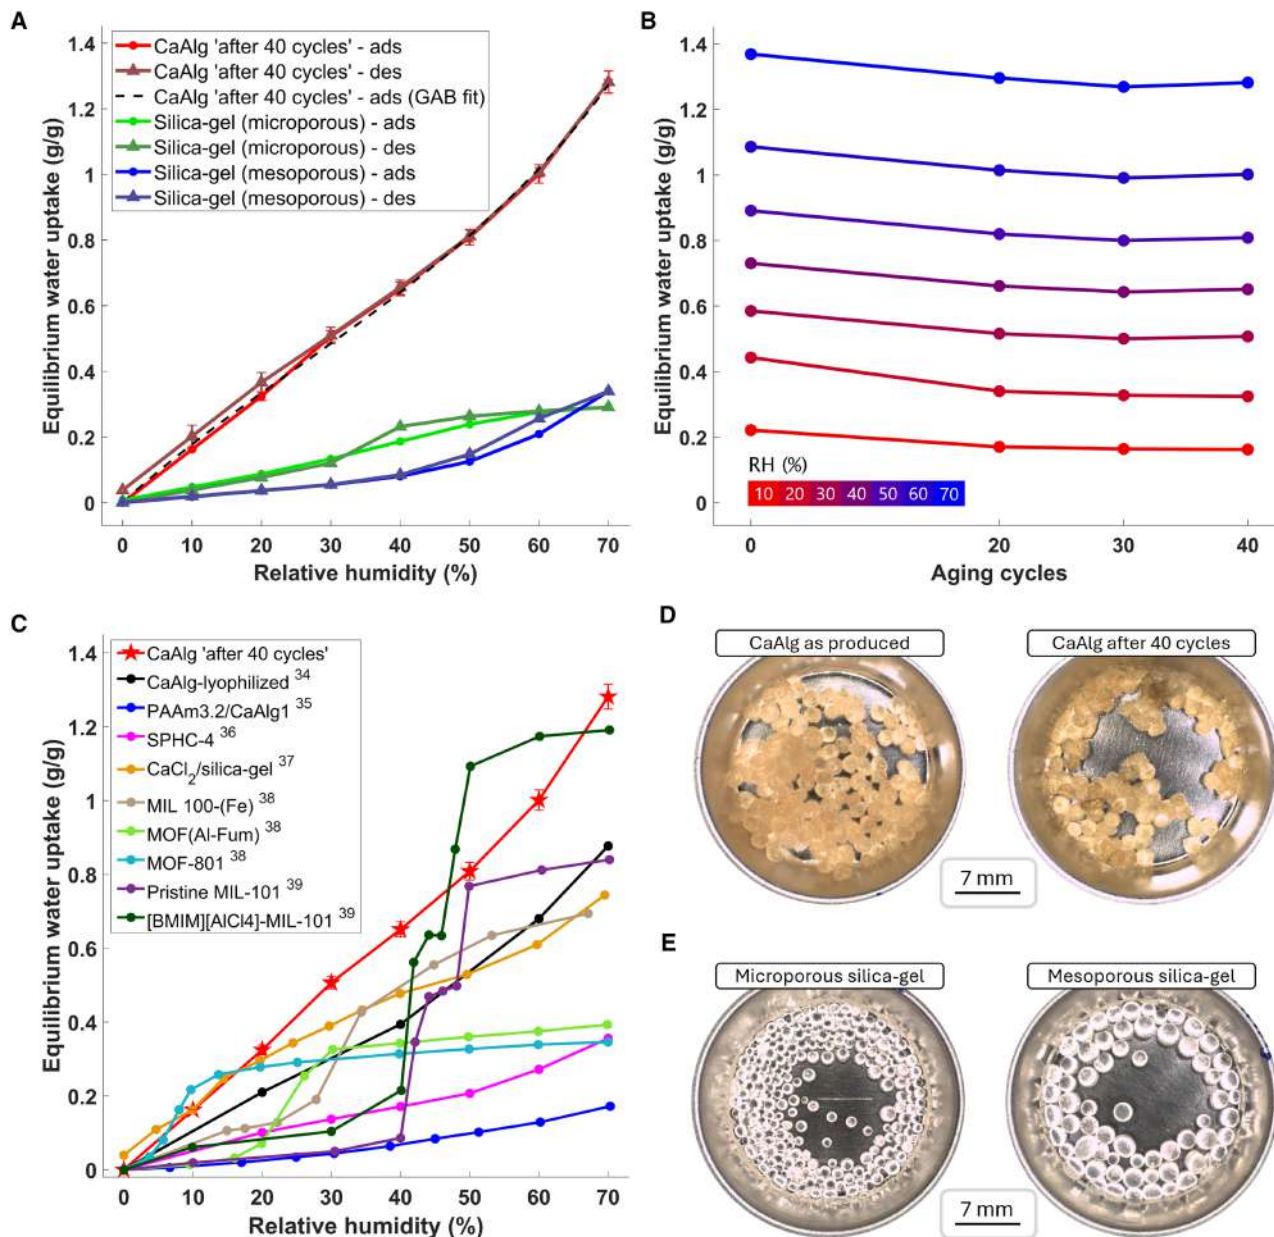 A
Equilibrium water uptake (g/g)
1.4
1.2
1
0.8
0.6
0.4
0.2
0
CaAlg 'after 40 cycles' - ads
CaAlg 'after 40 cycles' - des
CaAlg 'after 40 cycles' - ads (GAB fit)
Silica-gel (microporous) - ads
Silica-gel (microporous) - des
Silica-gel (mesoporous) - ads
Silica-gel (mesoporous) - des
0 10 20 30 40 50 60 70
Relative humidity (%)
B
Equilibrium water uptake (g/g)
1.4
1.2
1
0.8
0.6
0.4
0.2
0
RH (%)
10 20 30 40 50 60 70
0 20 30 40
Aging cycles
C
Equilibrium water uptake (g/g)
1.4
1.2
1
0.8
0.6
0.4
0.2
0
CaAlg 'after 40 cycles'
CaAlg-lyophilized 34
PAAm3.2/CaAlg1 35
SPHC-4 36
CaCl2/silica-gel 37
MIL 100-(Fe) 38
MOF(Al-Fum) 38
MOF-801 38
Pristine MIL-101 39
[BMIM][AlCl4]-MIL-101 39
0 10 20 30 40 50 60 70
Relative humidity (%)
D
CaAlg as produced
CaAlg after 40 cycles
7 mm
E
Microporous silica-gel
Mesoporous silica-gel
7 mm